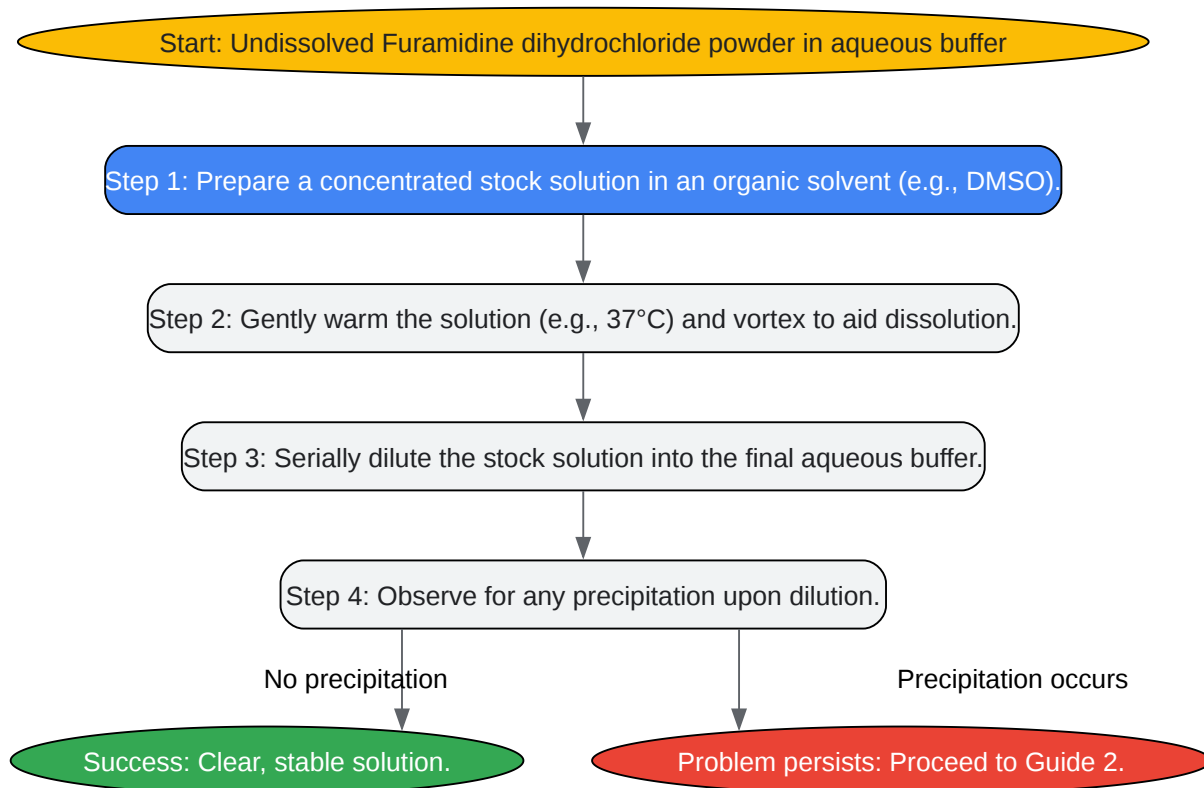 Start: Undissolved Furamidine dihydrochloride powder in aqueous buffer
Step 1: Prepare a concentrated stock solution in an organic solvent (e.g., DMSO).
Step 2: Gently warm the solution (e.g., 37°C) and vortex to aid dissolution.
Step 3: Serially dilute the stock solution into the final aqueous buffer.
Step 4: Observe for any precipitation upon dilution.
No precipitation
Precipitation occurs
Success: Clear, stable solution.
Problem persists: Proceed to Guide 2.